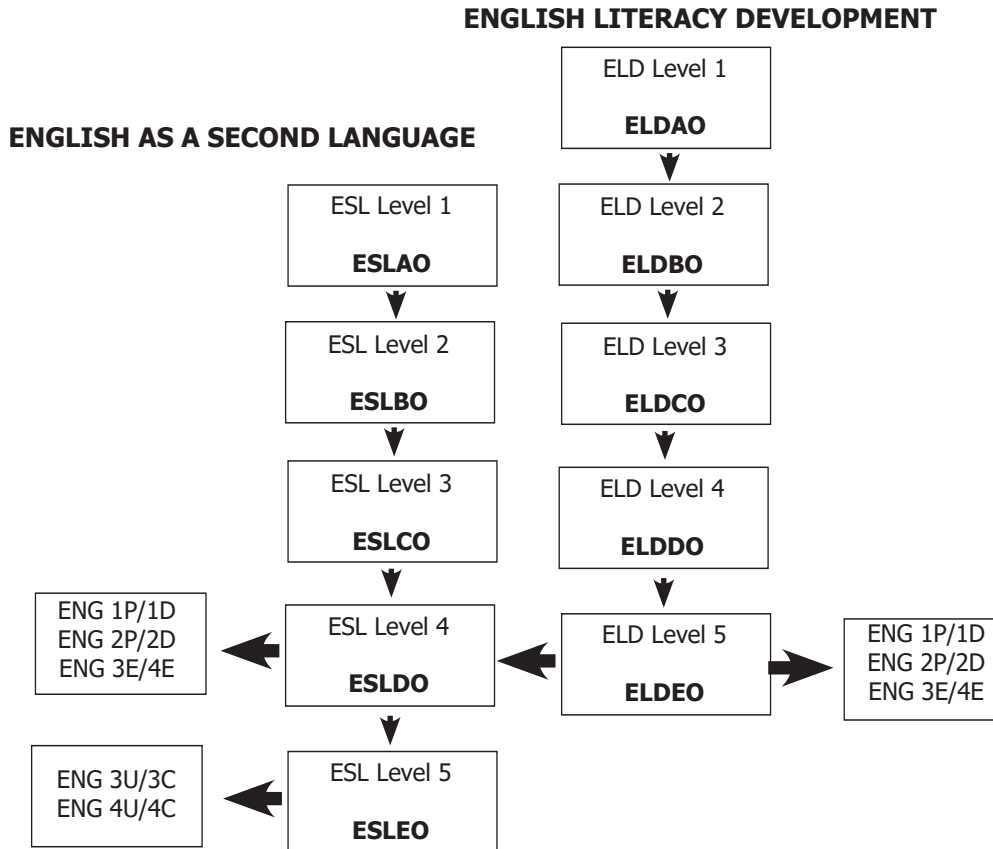 ENGLISH LITERACY DEVELOPMENT
ELD Level 1
ELDAO
ENGLISH AS A SECOND LANGUAGE
ESL Level 1
ESLAO
ELD Level 2
ELDBO
ESL Level 2
ESLBO
ELD Level 3
ELDCO
ESL Level 3
ESLCO
ELD Level 4
ELDDO
ENG 1P/1D
ENG 2P/2D
ENG 3E/4E
ESL Level 4
ESLDO
ELD Level 5
ELDEO
ENG 1P/1D
ENG 2P/2D
ENG 3E/4E
ENG 3U/3C
ENG 4U/4C
ESL Level 5
ESLEO